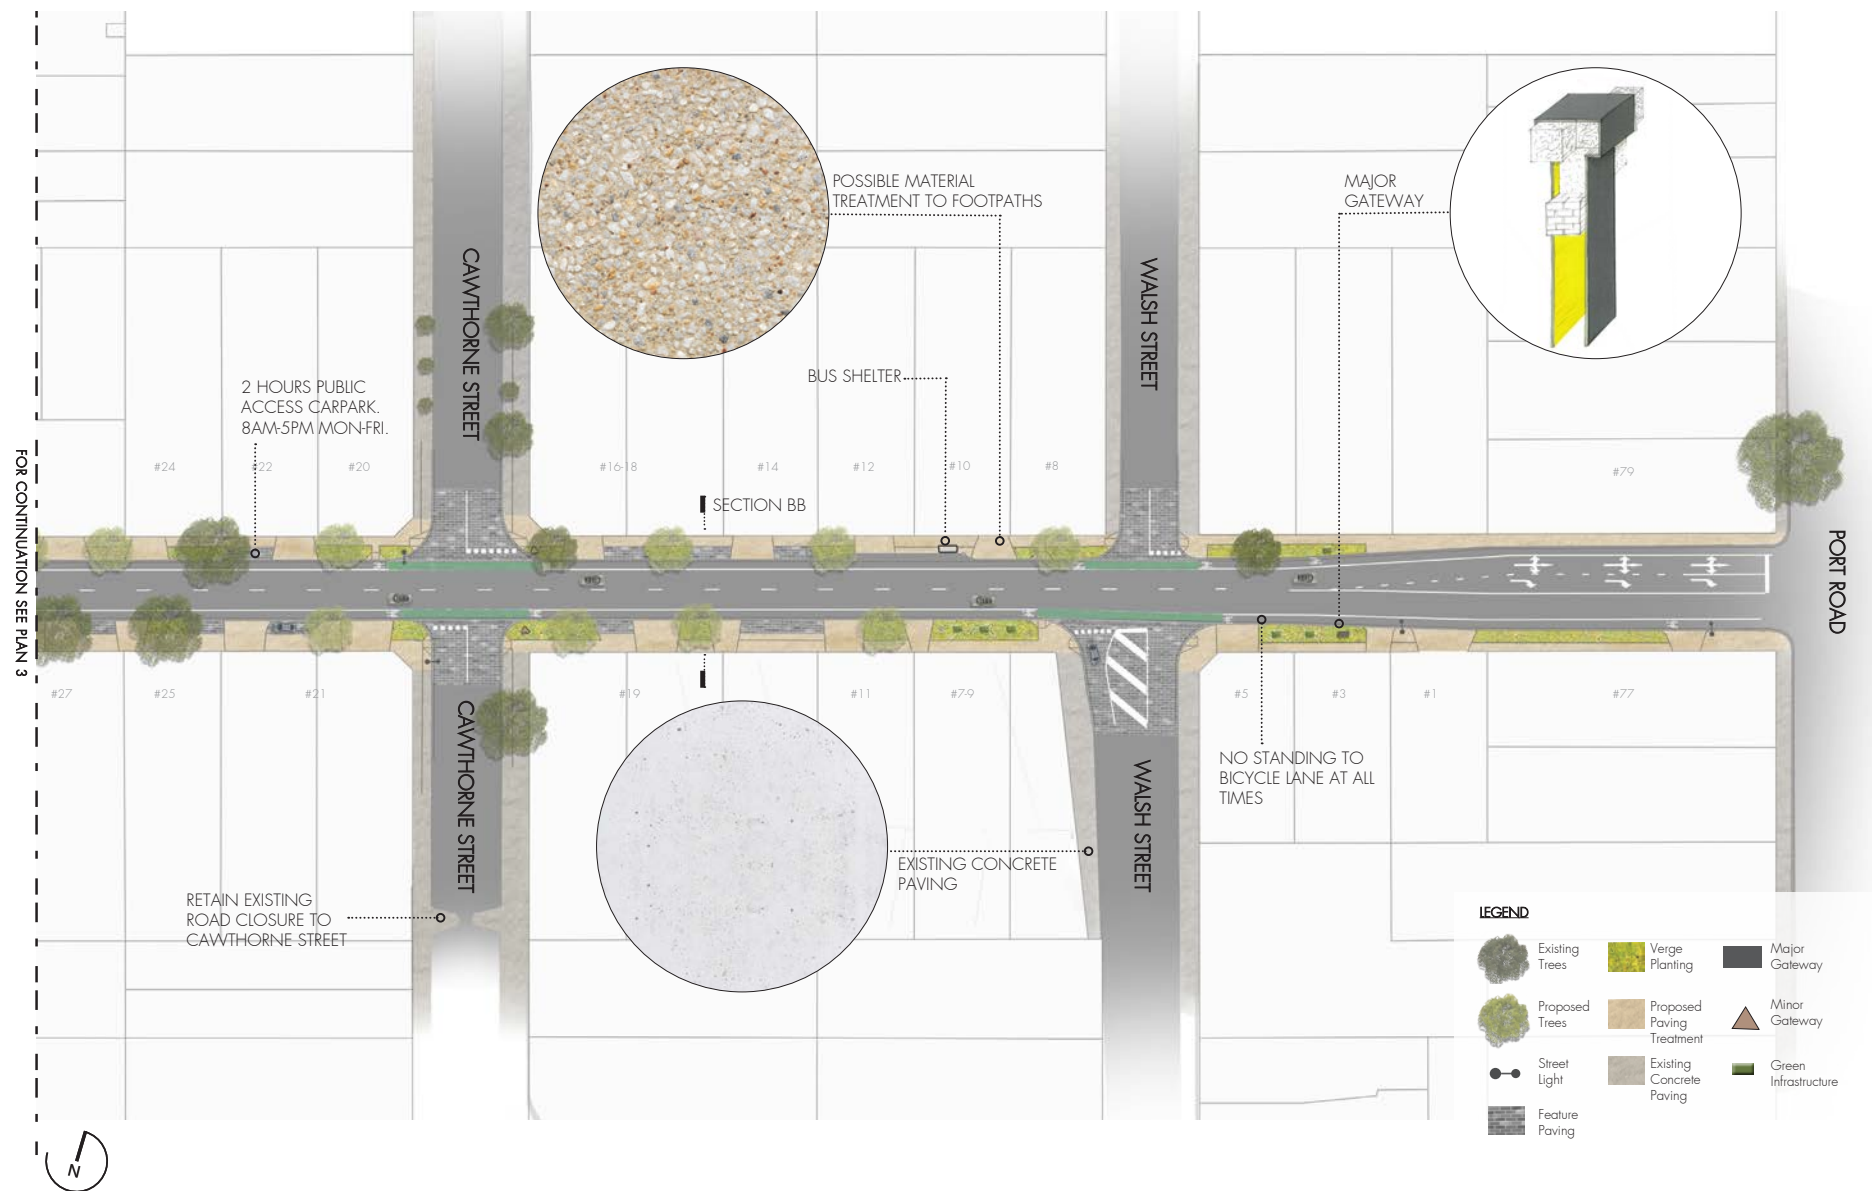 POSSIBLE MATERIAL
TREATMENT TO FOOTPATHS
MAJOR
GATEWAY
CAWTHORNE STREET
WALSH STREET
BUS SHELTER
2 HOURS PUBLIC
ACCESS CARPARK.
8AM-5PM MON-FRI.
#24
#22
#20
#16-18
#14
#12
#10
#8
#79
SECTION BB
FOR CONTINUATION SEE PLAN 3
PORT ROAD
#27
#25
#21
#19
#11
#7-9
#5
#3
#1
#77
CAWTHORNE STREET
WALSH STREET
NO STANDING TO
BICYCLE LANE AT ALL
TIMES
EXISTING CONCRETE
PAVING
RETAIN EXISTING
ROAD CLOSURE TO
CAWTHORNE STREET
LEGEND
Existing
Trees
Verge
Planting
Major
Gateway
Proposed
Trees
Proposed
Paving
Treatment
Minor
Gateway
Street
Light
Existing
Concrete
Paving
Green
Infrastructure
Feature
Paving
N